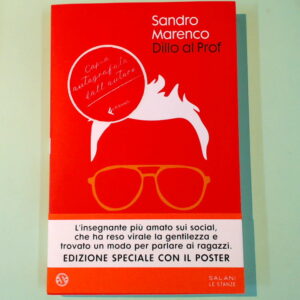 Sandro
Marenco
Dillo al Prof
Copia
autografata
dall'autore
L'insegnante più amato sui social,
che ha reso virale la gentilezza e
trovato un modo per parlare ai ragazzi.
EDIZIONE SPECIALE CON IL POSTER
SALANI
LE STANZE